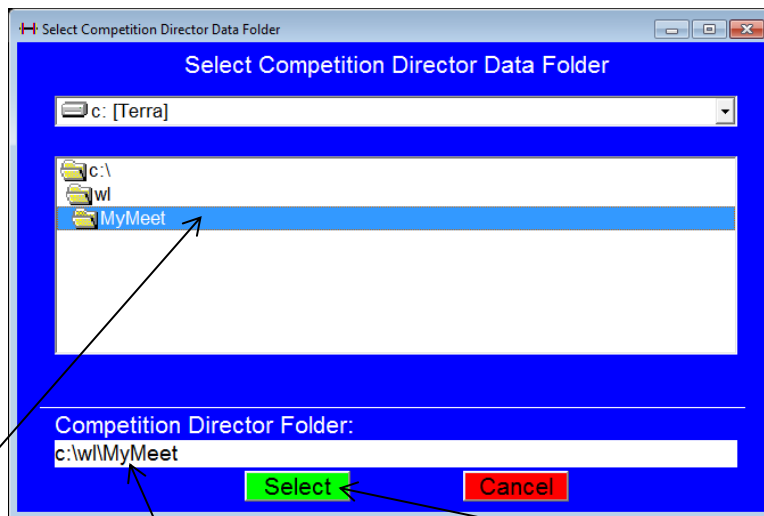 Select Competition Director Data Folder
Select Competition Director Data Folder
c: [Terra]
c:\
wl
MyMeet
Competition Director Folder:
c:\wl\MyMeet
Select
Cancel